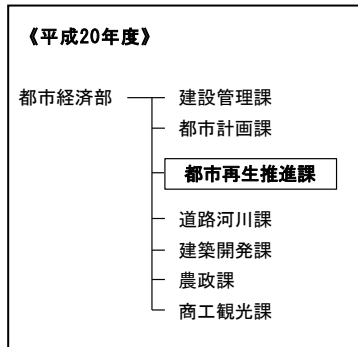 《平成20年度》
都市経済部 建設管理課
都市計画課
都市再生推進課
道路河川課
建築開発課
農政課
商工観光課